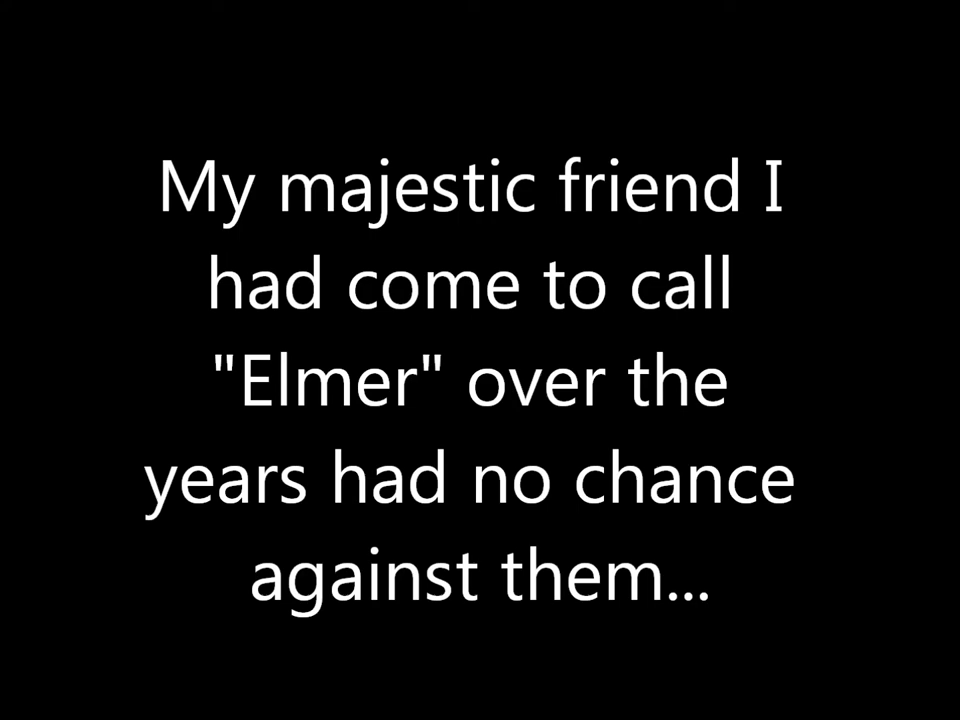 My majestic friend I
had come to call
"Elmer" over the
years had no chance
against them...